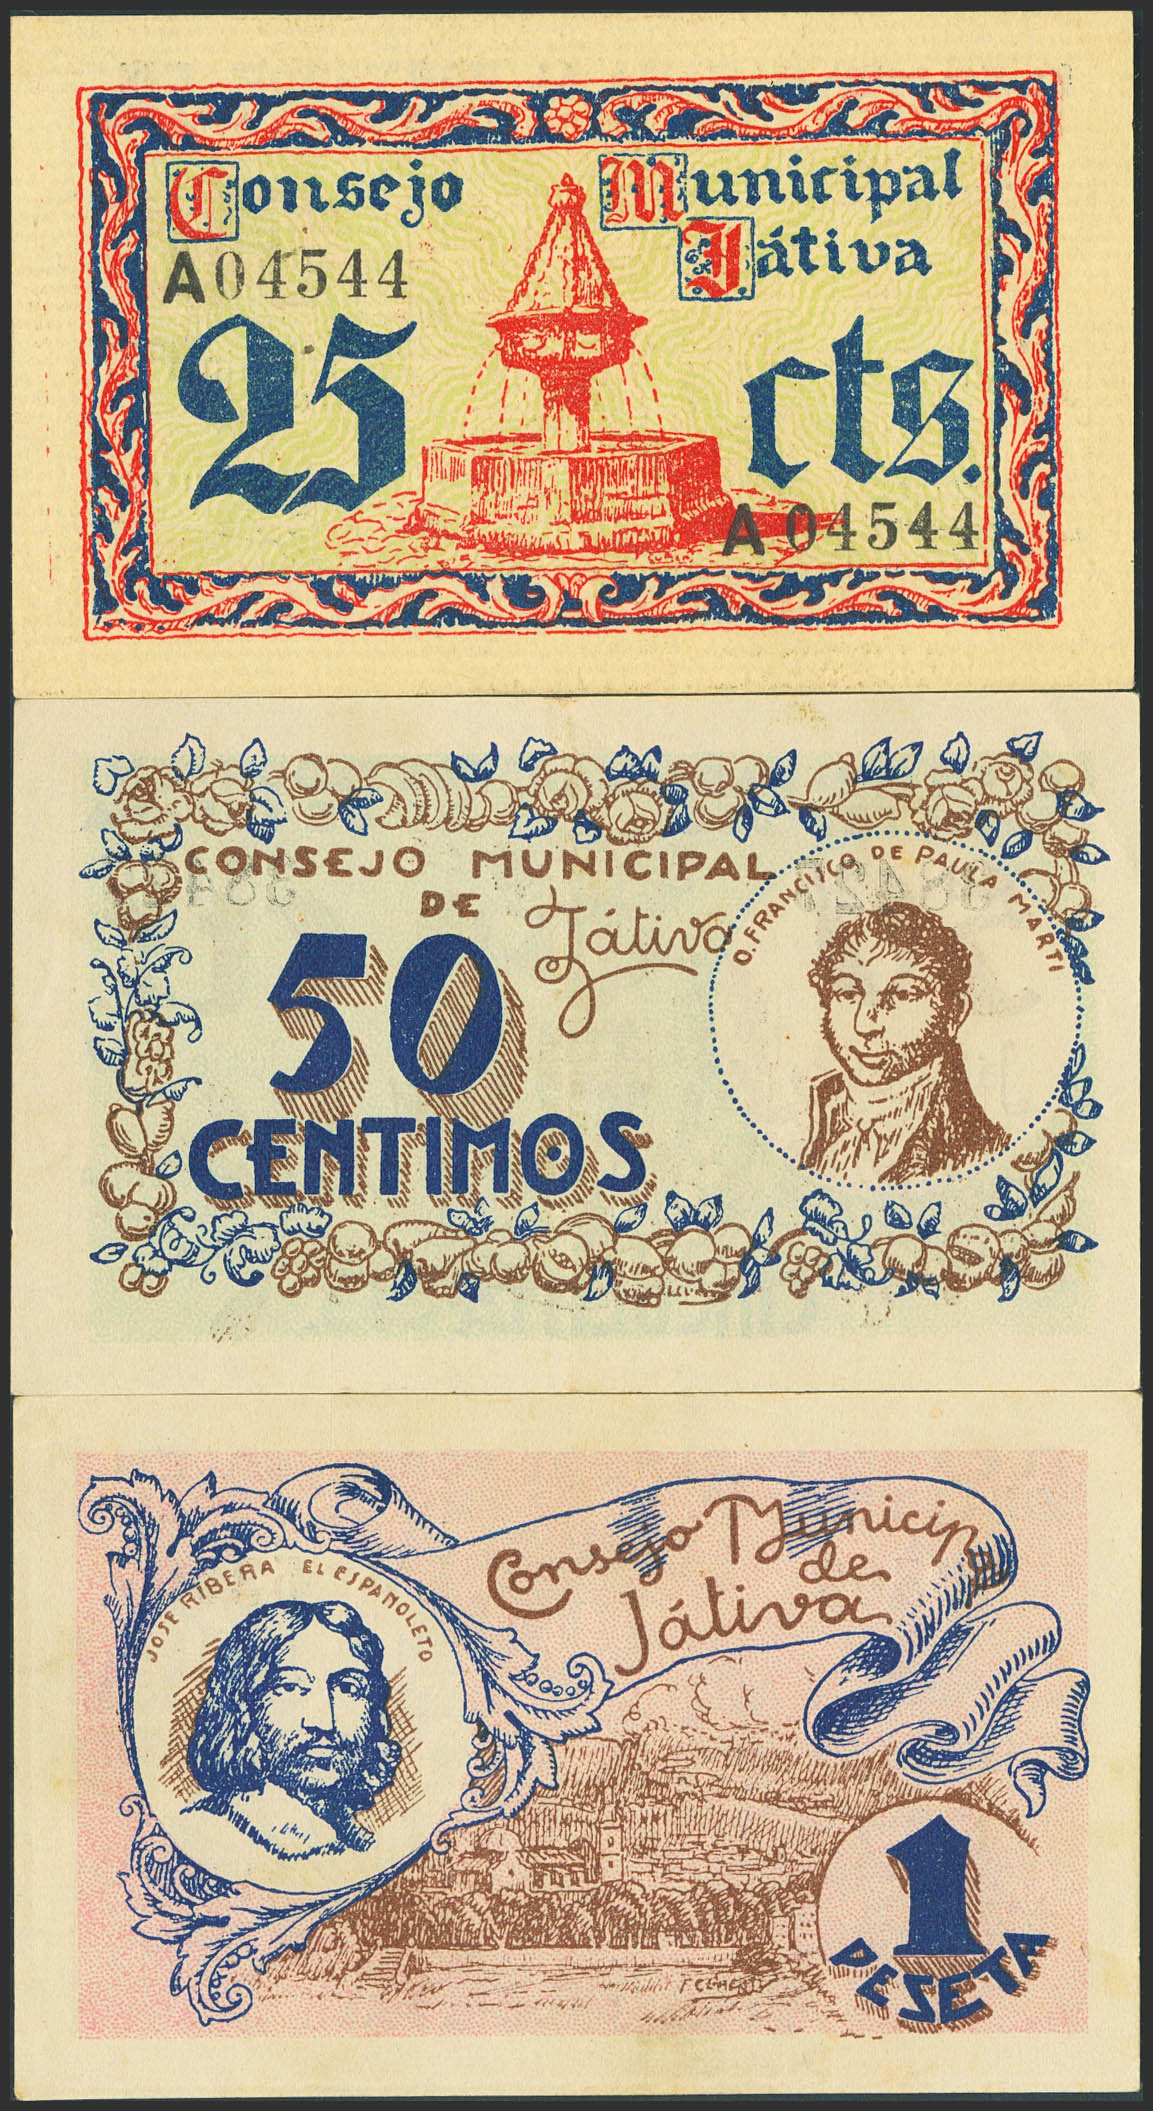 Consejo Municipal
Játiva
A04544
25 cts.
A04544
CONSEJO MUNICIPAL
DE Játiva
D. FRANCISCO DE PAULA MARTI
50
CENTIMOS
Consejo Municip
de
Játiva
JOSE RIBERA EL ESPAÑOLETO
1
PESETA